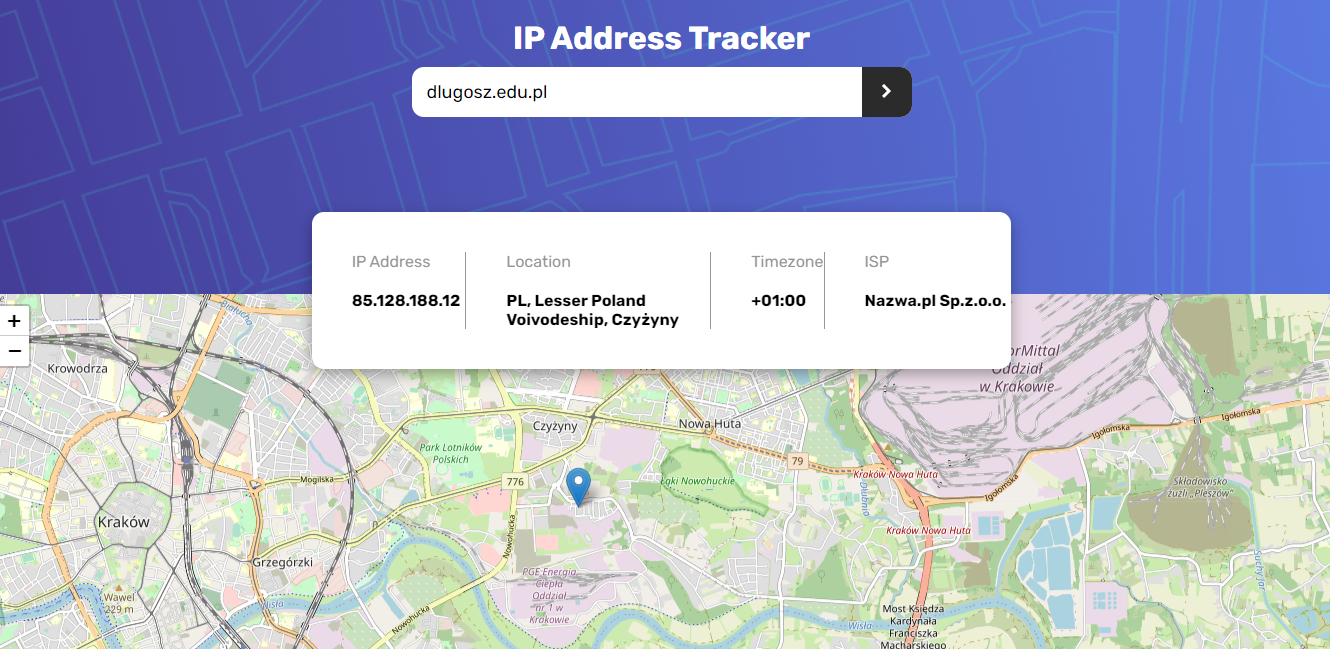 IP Address Tracker
dlugosz.edu.pl
IP Address
Location
Timezone
ISP
85.128.188.12
PL, Lesser Poland
Voivodeship, Czyżyny
+01:00
Nazwa.pl Sp.z.o.o.
+
−
Krowodrza
Oddział
w Krakowie
Igołomska
Igołomska
Czyżyny
Nowa Huta
Park Lotników
Polskich
79
Kraków Nowa Huta
Mogilska
776
Łąki Nowohuckie
Igołomska
Składowisko
żużli „Pleszów”
Dłubnia
Kraków
Nowohucka
Kraków Nowa Huta
Grzegórzki
PGE Energia
Ciepła
Oddział
nr 1 w
Krakowie
Suchy Jar
Wawel
229 m
Wisła
Nowohucka
Wisła
Most Księdza
Kardynała
Franciszka
Macharskiego